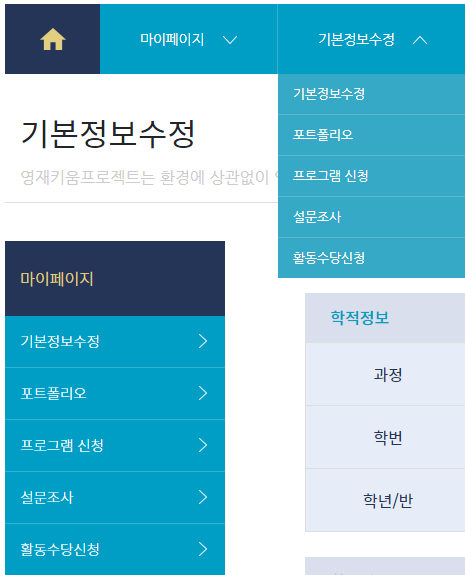 마이페이지
기본정보수정
기본정보수정
포트폴리오
프로그램 신청
설문조사
활동수당신청
기본정보수정
영재키움프로젝트는 환경에 상관없이
마이페이지
기본정보수정
포트폴리오
프로그램 신청
설문조사
활동수당신청
학적정보
과정
학번
학년/반